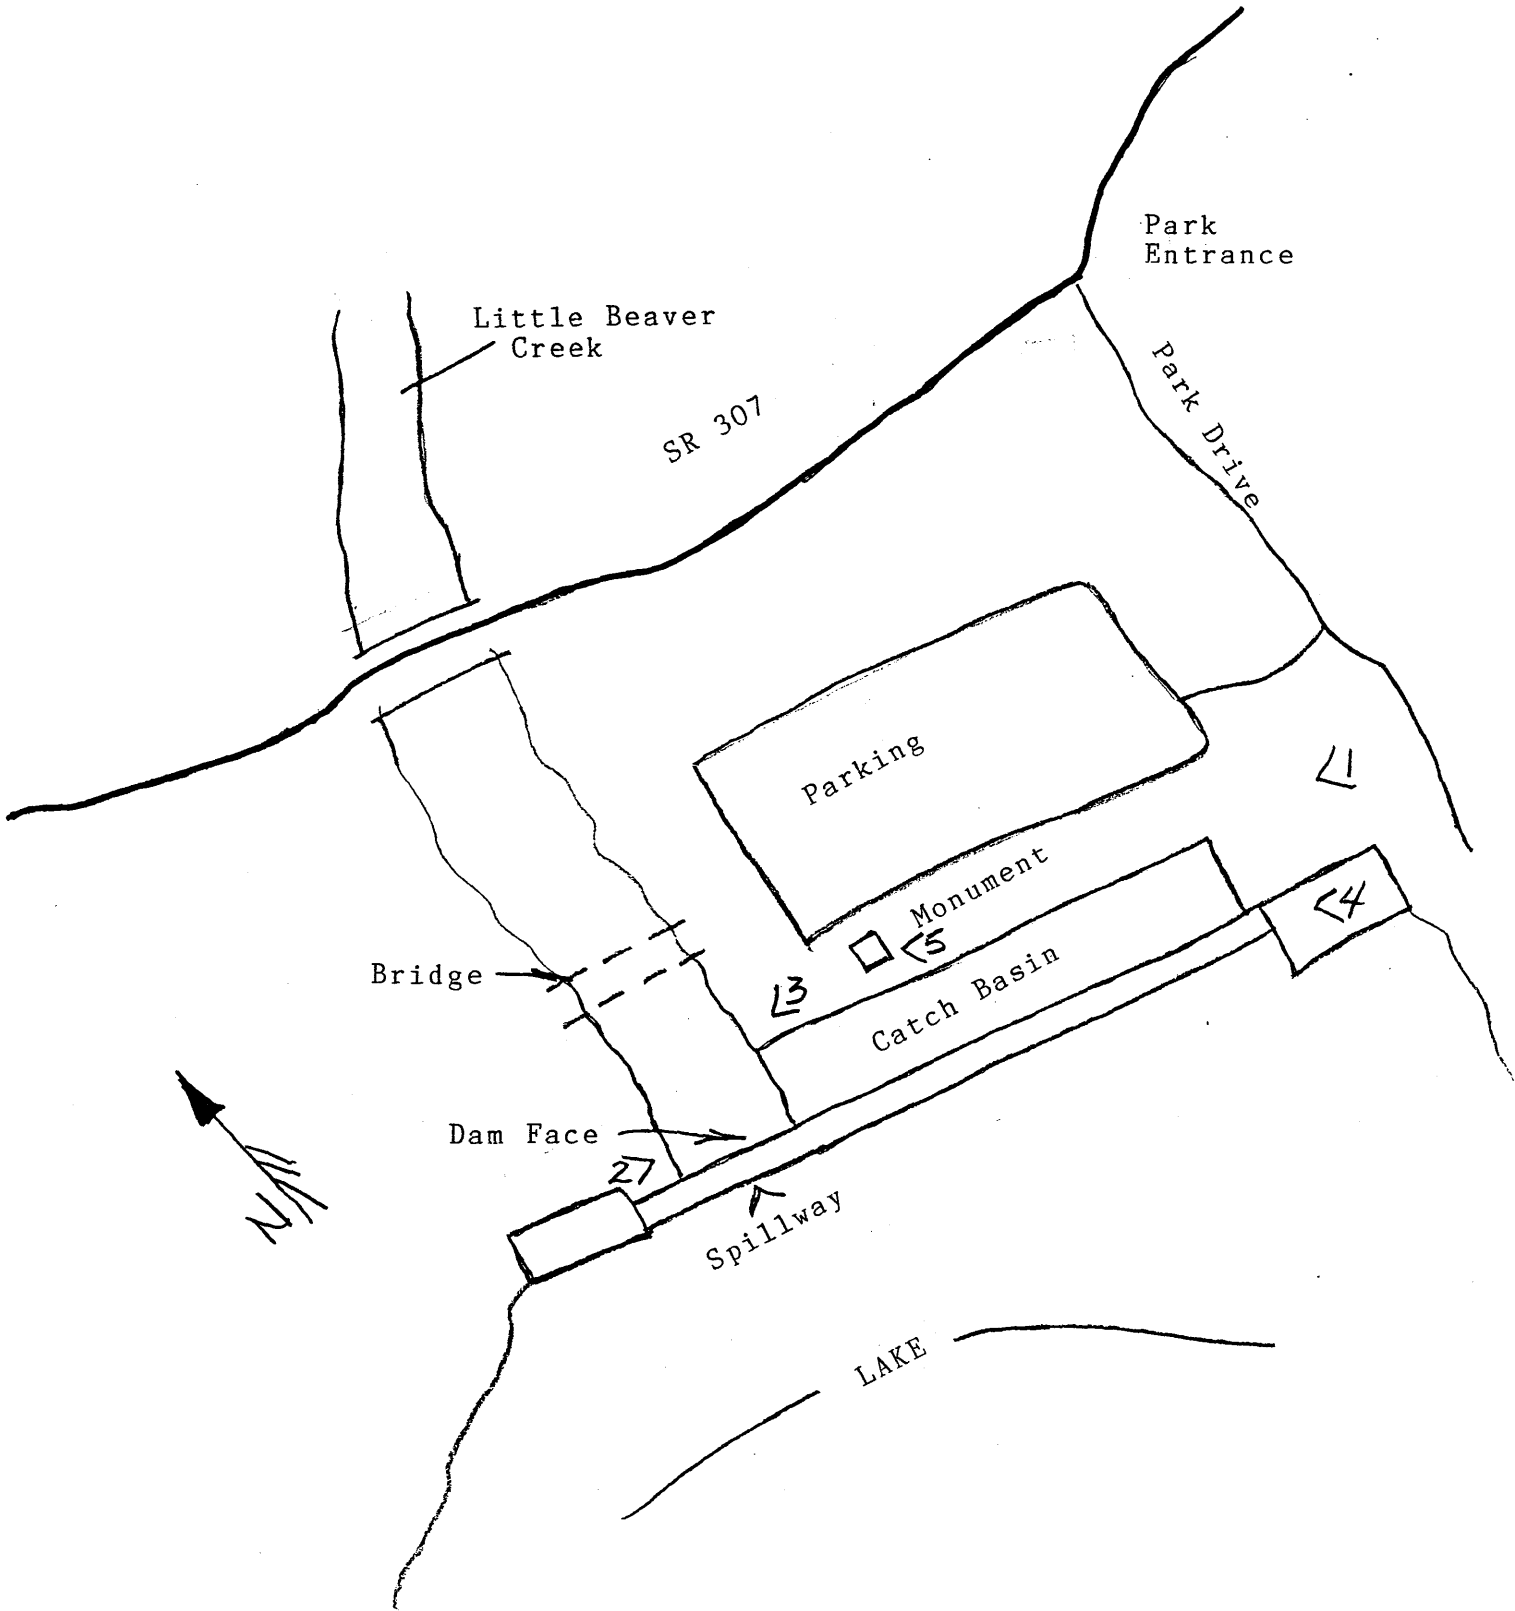 Park
Entrance
Little Beaver
Creek
Park Drive
SR 307
Parking
1
Monument
4
5
Bridge
3
Catch Basin
Dam Face
2
N
Spillway
LAKE